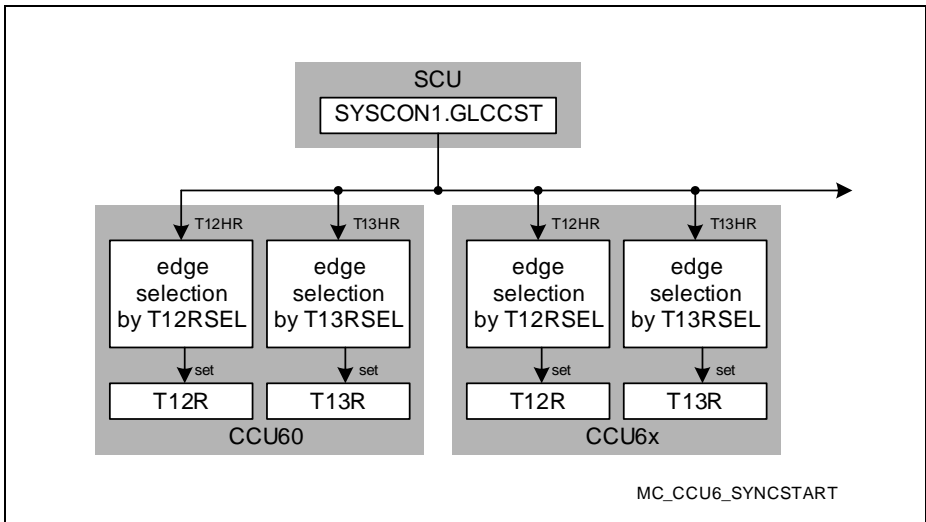 SCU
SYSCON1.GLCCST
T12HR
T13HR
T12HR
T13HR
edge
selection
by T12RSEL
edge
selection
by T13RSEL
edge
selection
by T12RSEL
edge
selection
by T13RSEL
set
set
set
set
T12R
T13R
T12R
T13R
CCU60
CCU6x
MC_CCU6_SYNCSTART